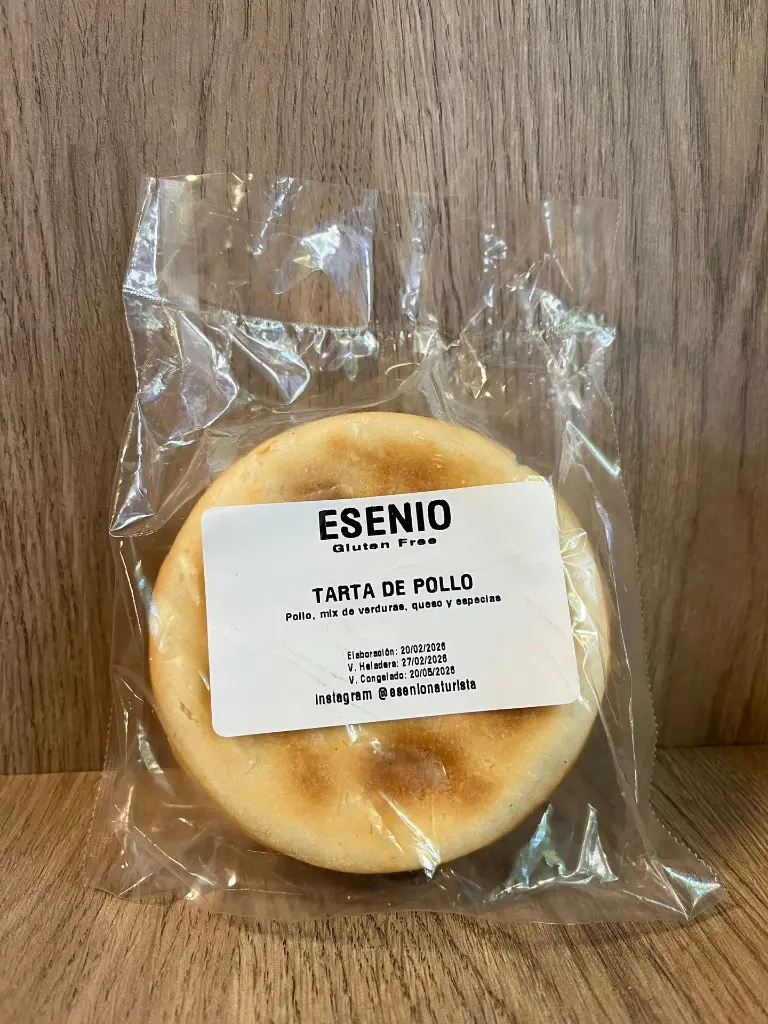 ESENIO
Gluten Free
TARTA DE POLLO
Pollo, mix de verduras, queso y especias
Elaboración: 20/02/2026
V. Heladera: 27/02/2026
V. Congelado: 20/05/2026
Instagram @esenionaturista